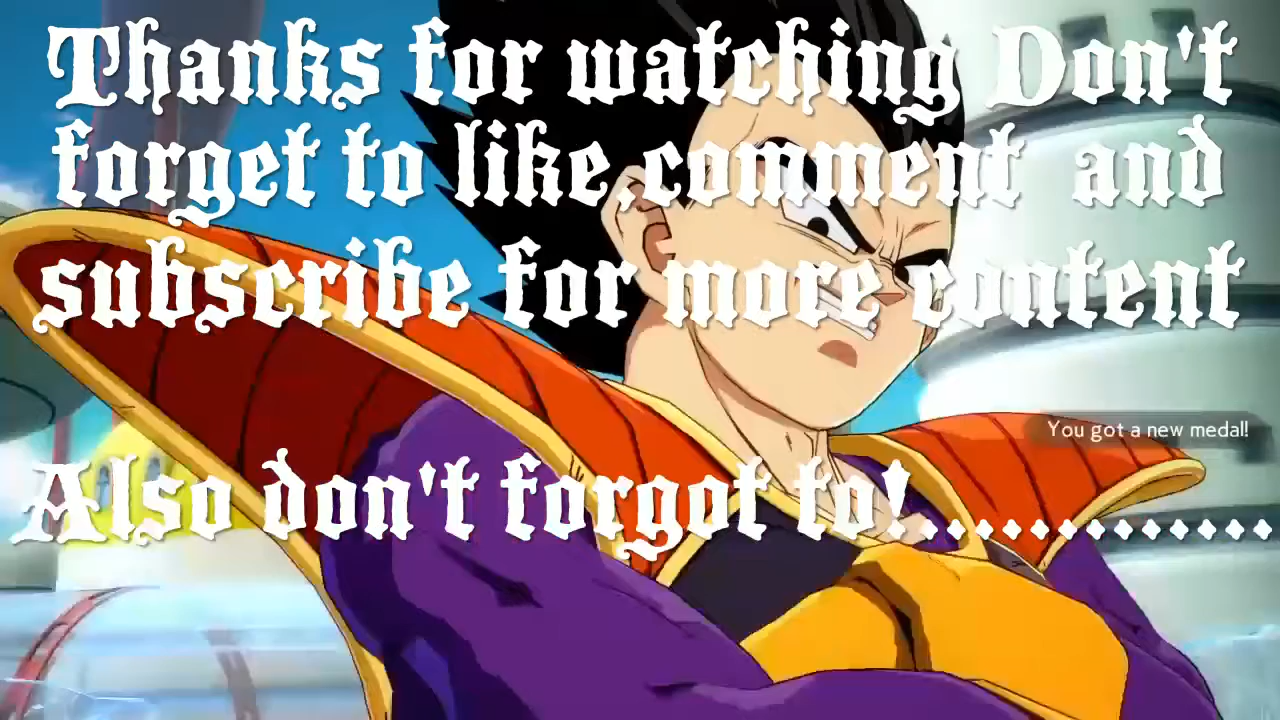 Thanks for watching Don't
forget to like,comment and
subscribe for more content
You got a new medal!
Also don't forgot to!.............